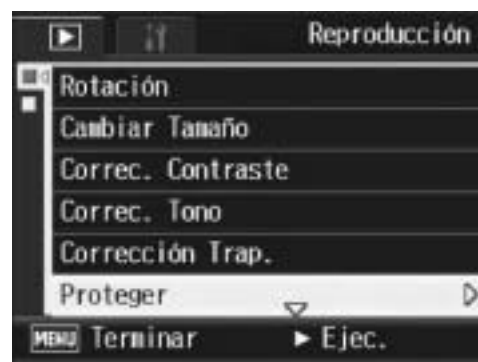 Reproducción
Rotación
Cambiar Tamaño
Correc. Contraste
Correc. Tono
Corrección Trap.
Proteger
MENU Terminar ► Ejec.